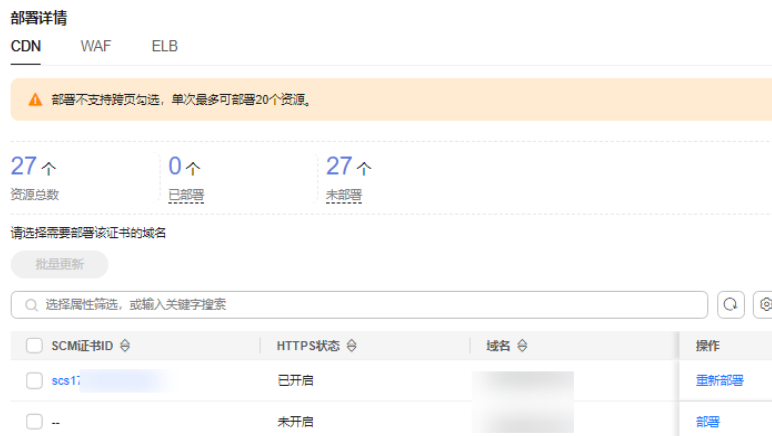 部署详情
CDN WAF ELB
部署不支持跨页勾选，单次最多可部署20个资源。
27个 0个 27个
资源总数 已部署 未部署
请选择需要部署该证书的域名
批量更新
选择属性筛选，或输入关键字搜索
SCM证书ID HTTPS状态 域名 操作
scs17 已开启 重新部署
-- 未开启 部署